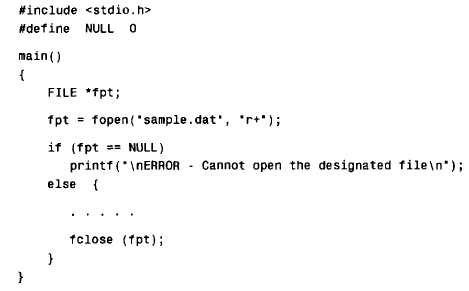 #include <stdio.h>
#define NULL 0
main()
{
FILE *fpt;
fpt = fopen("sample.dat", "r+");
if (fpt == NULL)
printf("\nERROR - Cannot open the designated file\n");
else {
. . . . .
fclose (fpt);
}
}